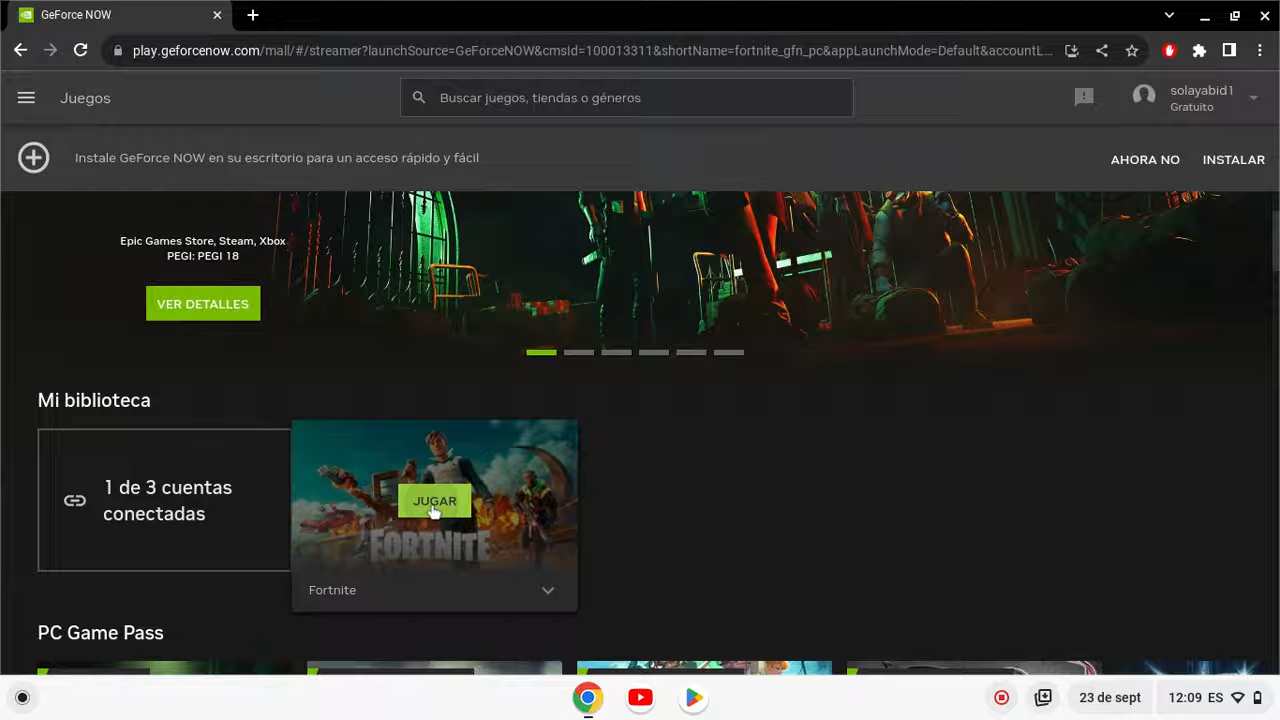 GeForce NOW
play.geforcenow.com/mall/#/streamer?launchSource=GeForceNOW&cmsId=100013311&shortName=fortnite_gfn_pc&appLaunchMode=Default&accountL...
Juegos
Buscar juegos, tiendas o géneros
solayabid1
Gratuito
Instale GeForce NOW en su escritorio para un acceso rápido y fácil
AHORA NO
INSTALAR
Epic Games Store, Steam, Xbox
PEGI: PEGI 18
VER DETALLES
Mi biblioteca
1 de 3 cuentas
conectadas
JUGAR
FORTNITE
Fortnite
PC Game Pass
23 de sept
12:09 ES